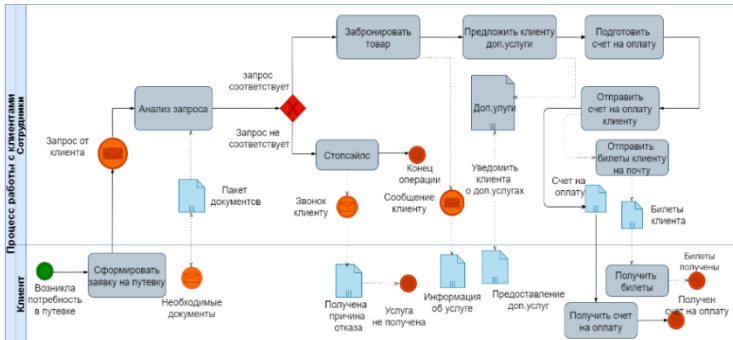 Процесс работы с клиентами
Сотрудники
Клиент
Забронировать
товар
Предложить клиенту
доп.услуги
Подготовить
счет на оплату
запрос
соответствует
Анализ запроса
Запрос от
клиента
Запрос не
соответствует
Стопсайлс
Конец
операции
Доп.улуги
Отправить
счет на оплату
клиенту
Отправить
билеты клиенту
на почту
Пакет
документов
Звонок
клиенту
Сообщение
клиенту
Уведомить
клиента
о доп.услугах
Счет на
оплату
Билеты
клиента
Возникла
потребность
в путевке
Сформировать
заявку на путевку
Необходимые
документы
Получена
причина
отказа
Услуга
не получена
Информация
об услуге
Предоставление
доп.услуг
Получить
билеты
Билеты
получены
Получить счет
на оплату
Получен
счет на оплату